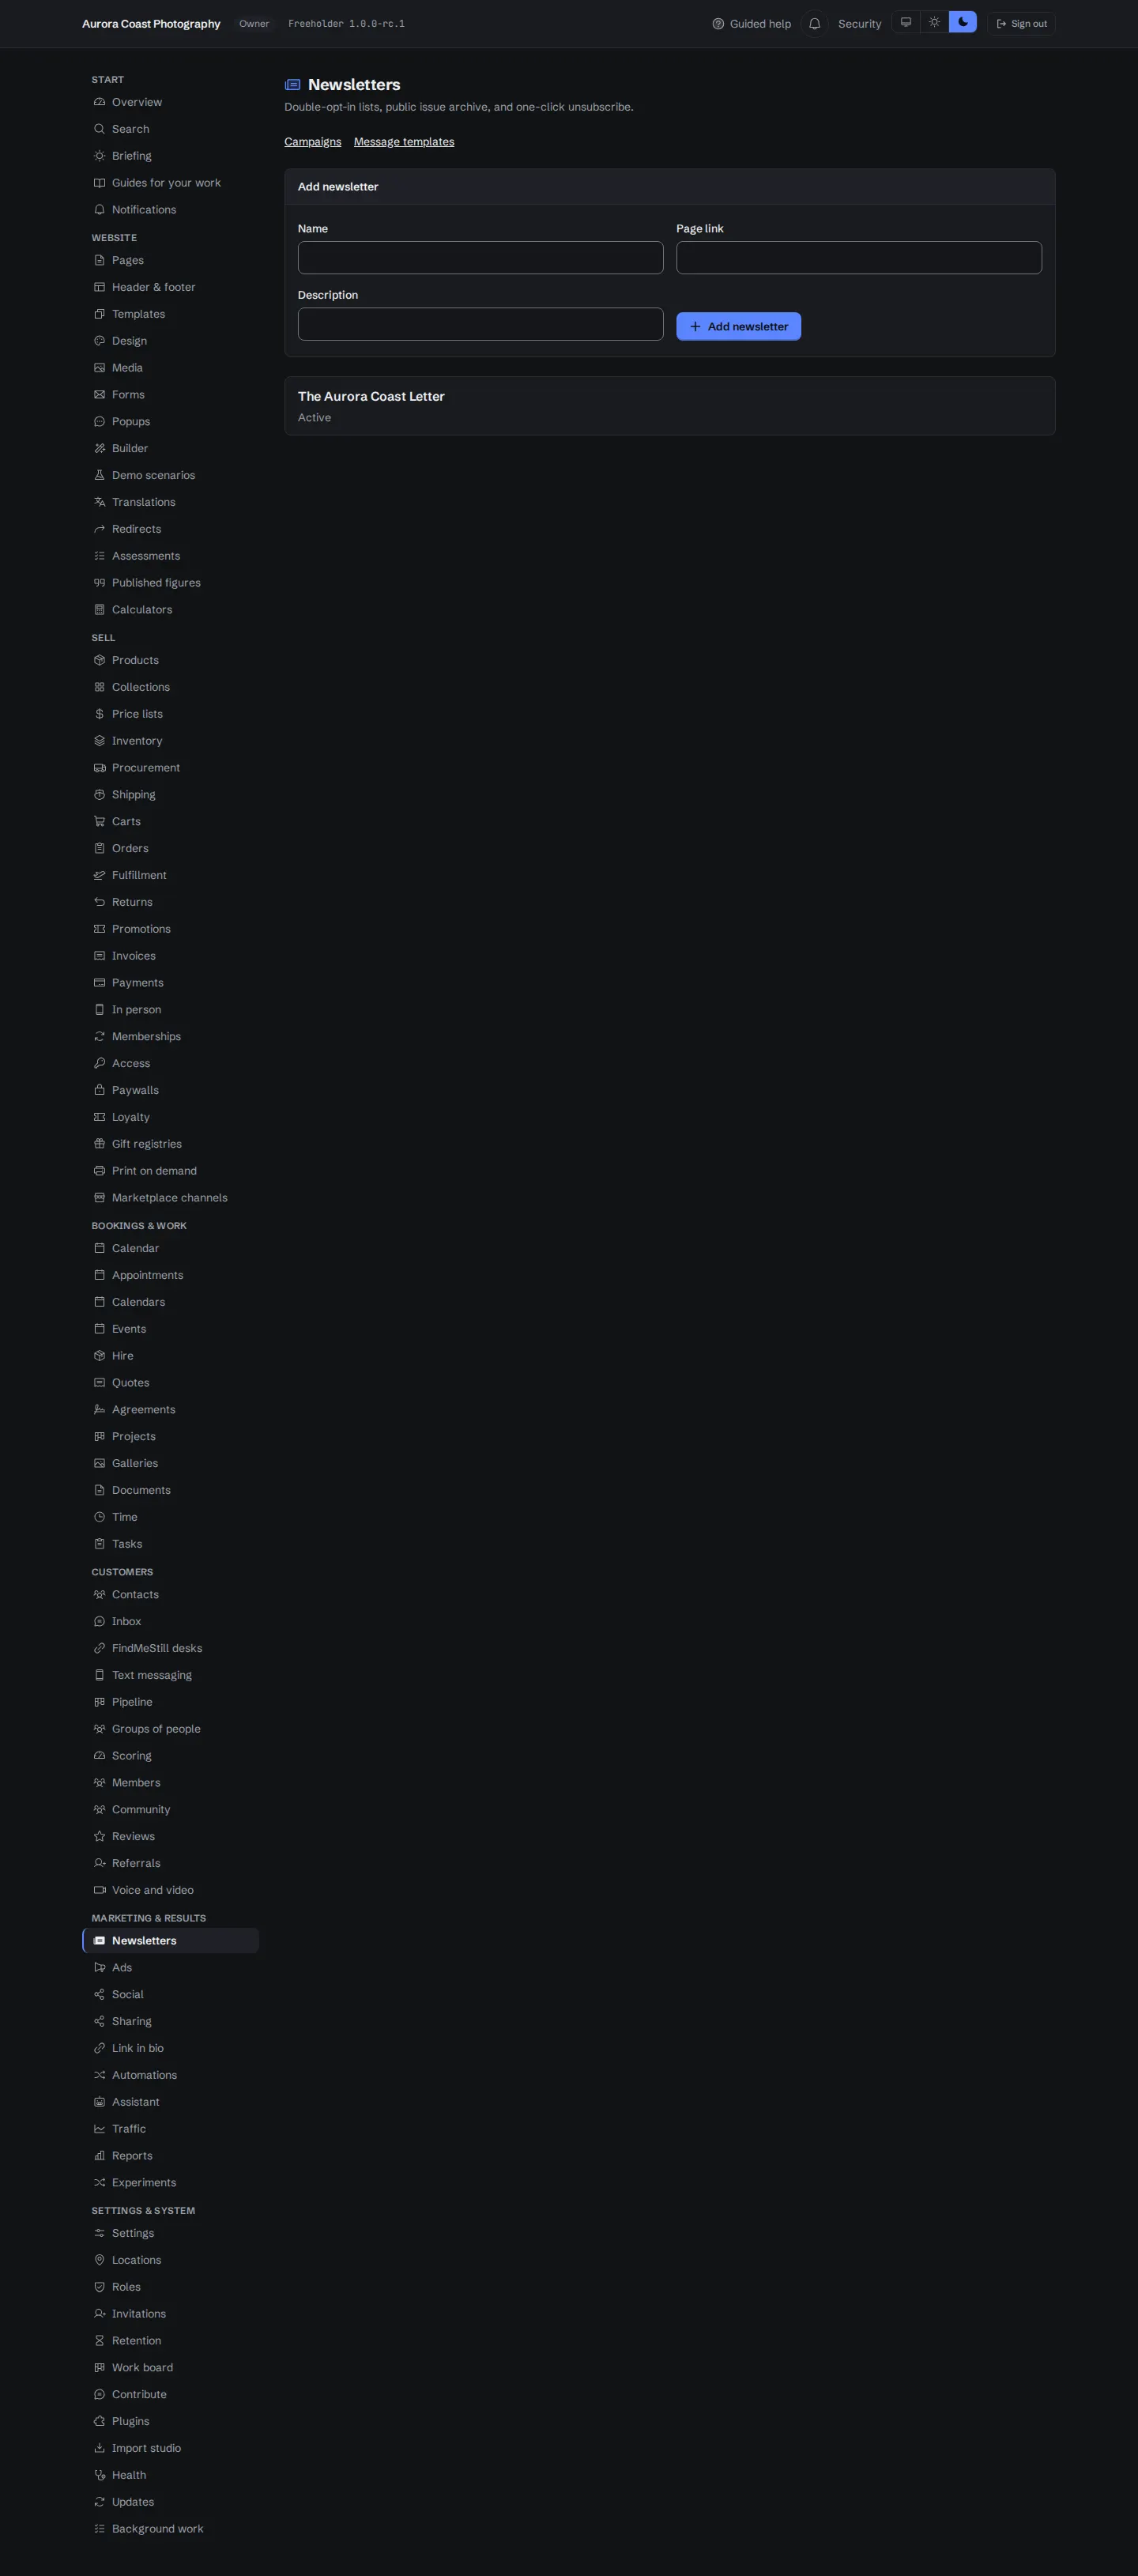 Aurora Coast Photography
Owner
Freeholder 1.0.0-rc.1
Guided help
Security
Sign out
START
Overview
Search
Briefing
Guides for your work
Notifications
WEBSITE
Pages
Header & footer
Templates
Design
Media
Forms
Popups
Builder
Demo scenarios
Translations
Redirects
Assessments
Published figures
Calculators
SELL
Products
Collections
Price lists
Inventory
Procurement
Shipping
Carts
Orders
Fulfillment
Returns
Promotions
Invoices
Payments
In person
Memberships
Access
Paywalls
Loyalty
Gift registries
Print on demand
Marketplace channels
BOOKINGS & WORK
Calendar
Appointments
Calendars
Events
Hire
Quotes
Agreements
Projects
Galleries
Documents
Time
Tasks
CUSTOMERS
Contacts
Inbox
FindMeStill desks
Text messaging
Pipeline
Groups of people
Scoring
Members
Community
Reviews
Referrals
Voice and video
MARKETING & RESULTS
Newsletters
Ads
Social
Sharing
Link in bio
Automations
Assistant
Traffic
Reports
Experiments
SETTINGS & SYSTEM
Settings
Locations
Roles
Invitations
Retention
Work board
Contribute
Plugins
Import studio
Health
Updates
Background work
Newsletters
Double-opt-in lists, public issue archive, and one-click unsubscribe.
Campaigns
Message templates
Add newsletter
Name
Page link
Description
Add newsletter
The Aurora Coast Letter
Active